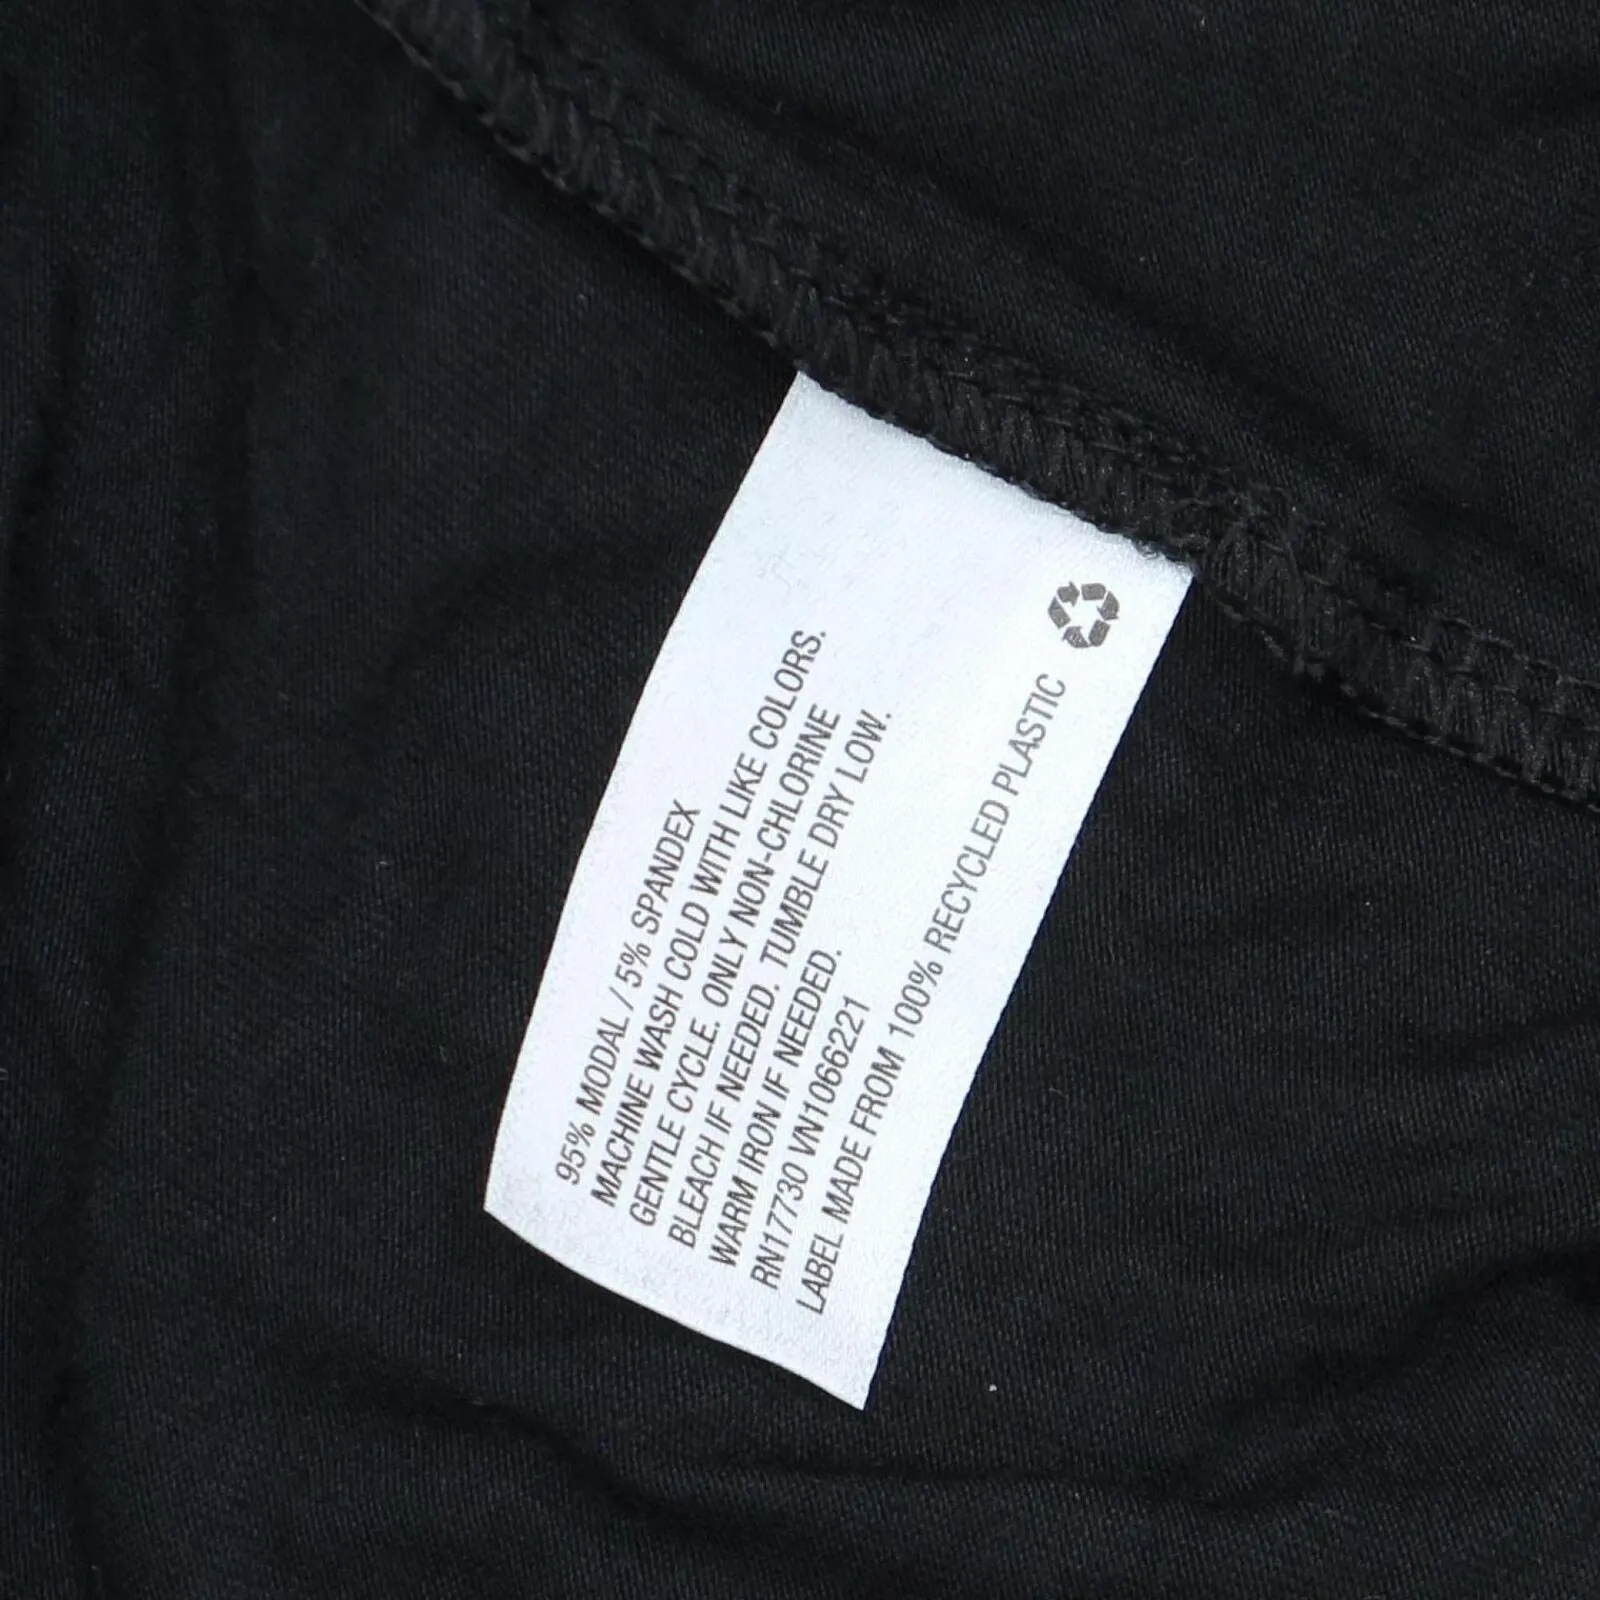 95% MODAL / 5% SPANDEX
MACHINE WASH COLD WITH LIKE COLORS.
GENTLE CYCLE. ONLY NON-CHLORINE
BLEACH IF NEEDED. TUMBLE DRY LOW.
WARM IRON IF NEEDED.
RN17730 VN1066221
LABEL MADE FROM 100% RECYCLED PLASTIC